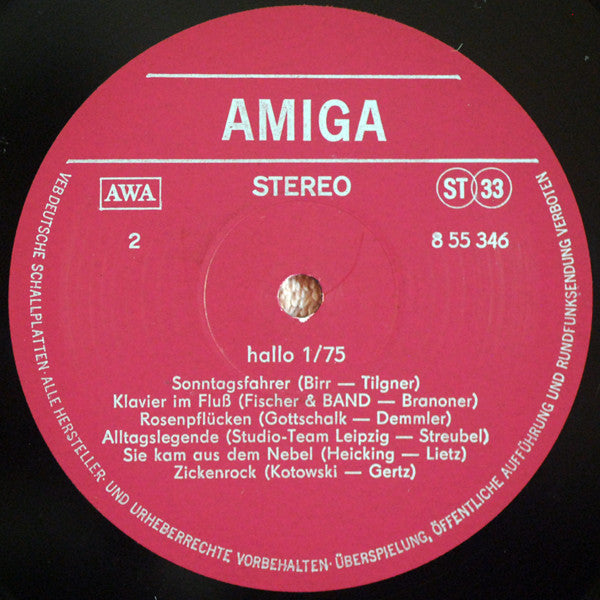 AMIGA
AWA
STEREO
ST 33
2
8 55 346
hallo 1/75
Sonntagsfahrer (Birr — Tilgner)
Klavier im Fluß (Fischer & BAND — Branoner)
Rosenpflücken (Gottschalk — Demmler)
Alltagslegende (Studio-Team Leipzig — Streubel)
Sie kam aus dem Nebel (Heicking — Lietz)
Zickenrock (Kotowski — Gertz)
VEB DEUTSCHE SCHALLPLATTEN · ALLE HERSTELLER- UND URHEBERRECHTE VORBEHALTEN · ÜBERSPIELUNG, ÖFFENTLICHE AUFFÜHRUNG UND RUNDFUNKSENDUNG VERBOTEN